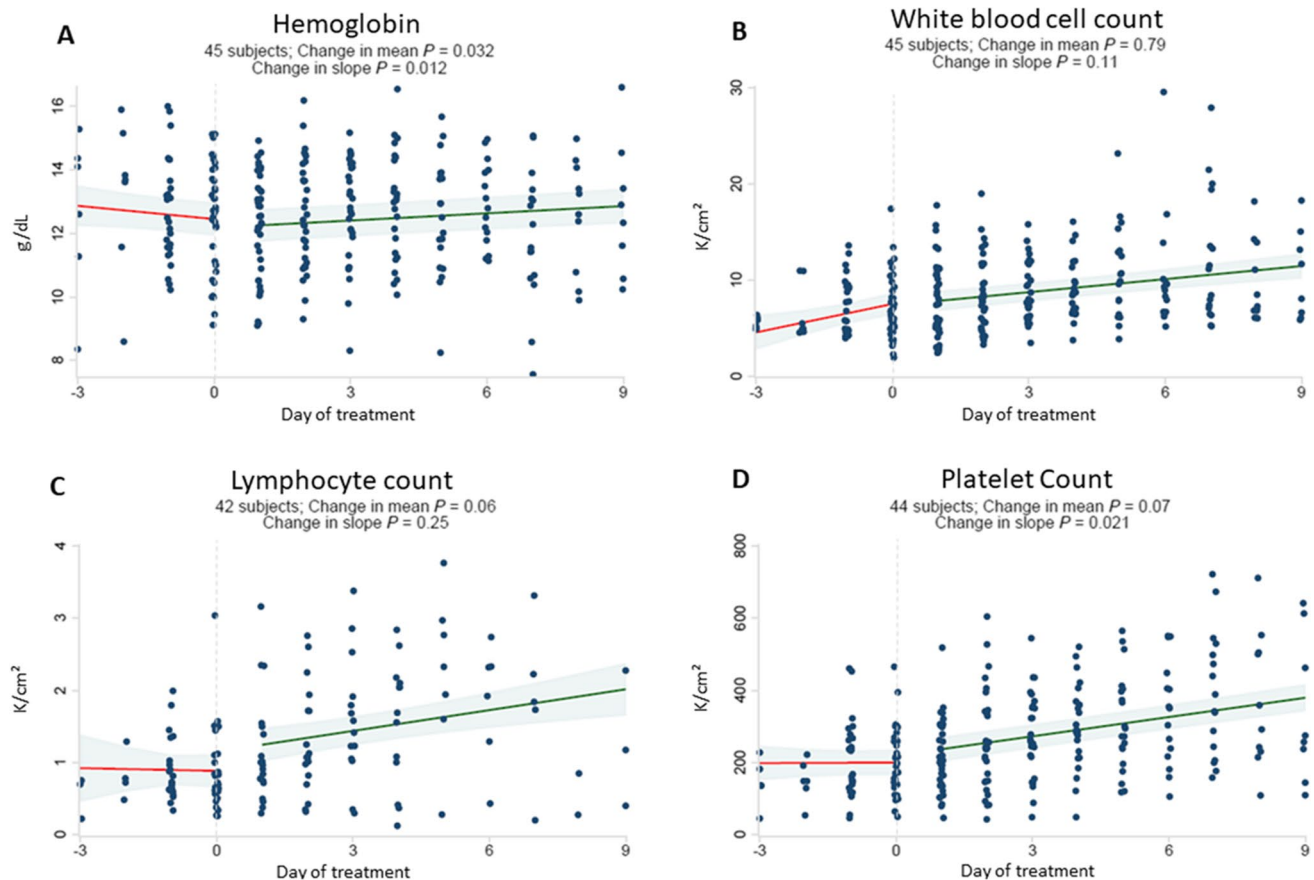 A
Hemoglobin
45 subjects; Change in mean P = 0.032
Change in slope P = 0.012
g/dL
16
14
12
10
8
-3
0
3
6
9
Day of treatment
B
White blood cell count
45 subjects; Change in mean P = 0.79
Change in slope P = 0.11
K/cm²
30
20
10
0
-3
0
3
6
9
Day of treatment
C
Lymphocyte count
42 subjects; Change in mean P = 0.06
Change in slope P = 0.25
K/cm²
4
3
2
1
0
-3
0
3
6
9
Day of treatment
D
Platelet Count
44 subjects; Change in mean P = 0.07
Change in slope P = 0.021
K/cm²
800
600
400
200
0
-3
0
3
6
9
Day of treatment